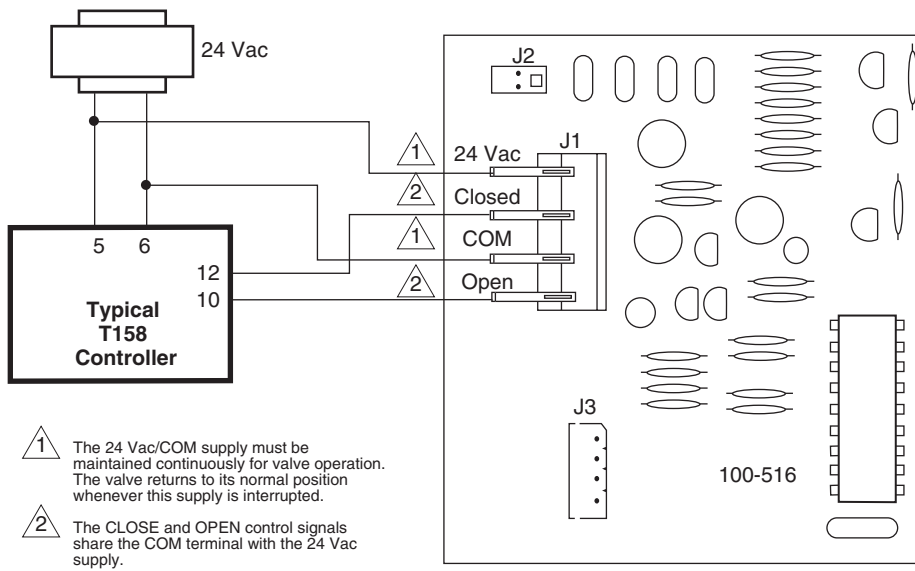 24 Vac
J2
J1
1
24 Vac
2
Closed
1
COM
2
Open
5 6
12
10
Typical
T158
Controller
J3
100-516
1
The 24 Vac/COM supply must be
maintained continuously for valve operation.
The valve returns to its normal position
whenever this supply is interrupted.
2
The CLOSE and OPEN control signals
share the COM terminal with the 24 Vac
supply.